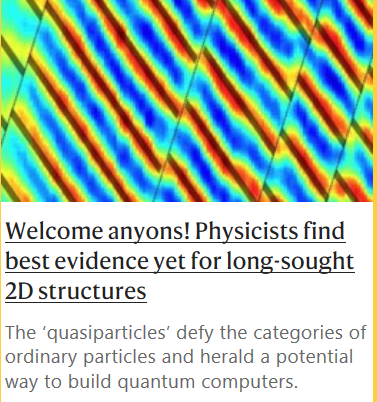 Welcome anyons! Physicists find
best evidence yet for long-sought
2D structures
The ‘quasiparticles’ defy the categories of
ordinary particles and herald a potential
way to build quantum computers.